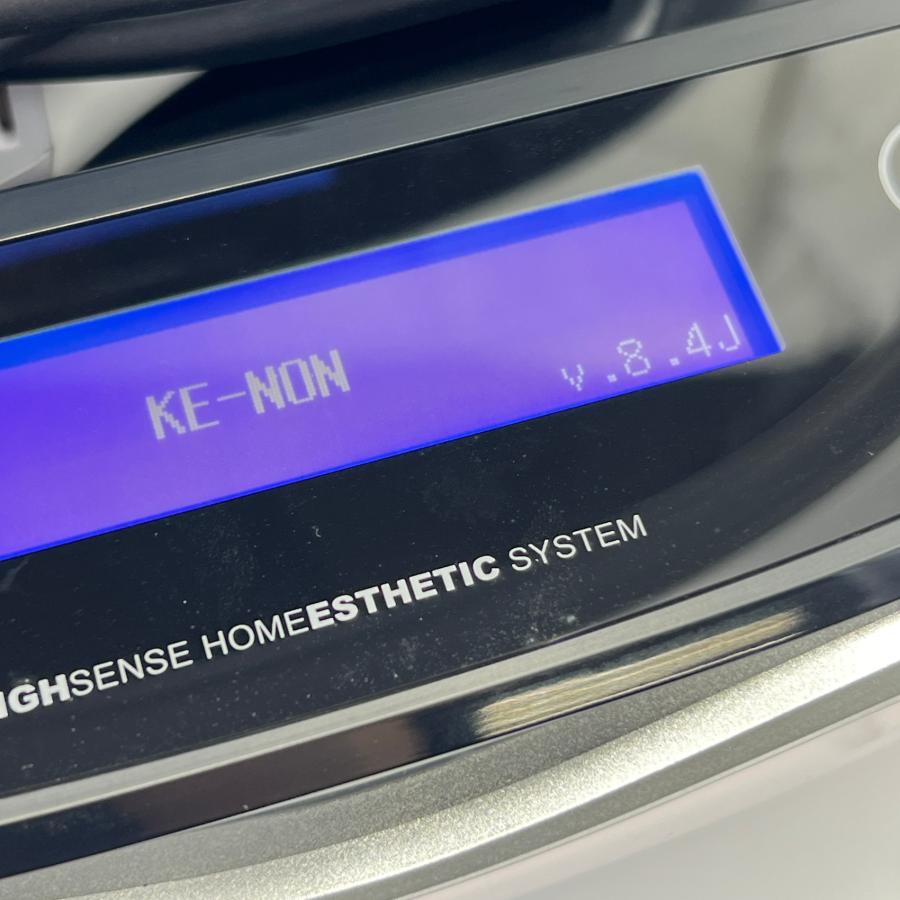 KE-NON
v.8.4J
IGHSENSE HOMEESTHETIC SYSTEM